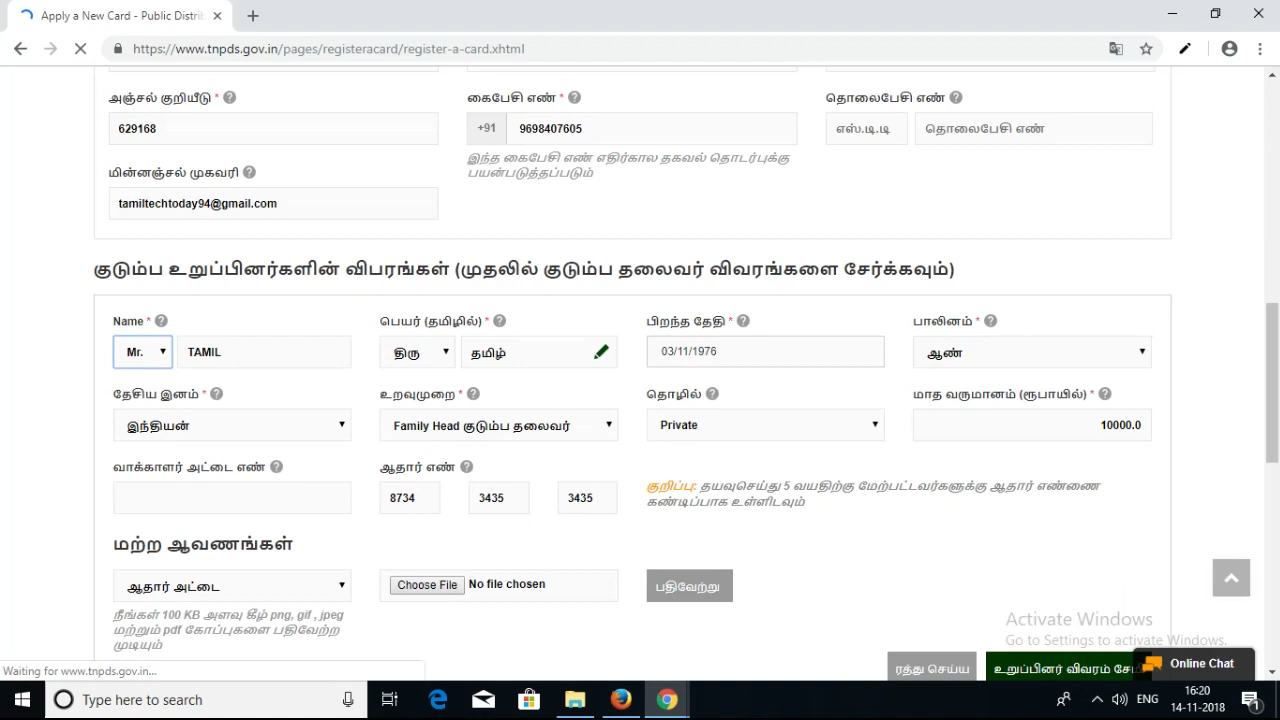 Apply a New Card - Public Distrib
https://www.tnpds.gov.in/pages/registeracard/register-a-card.xhtml
அஞ்சல் குறியீடு *
கைபேசி எண் *
தொலைபேசி எண்
629168
+91 9698407605
எஸ்.டி.டி தொலைபேசி எண்
இந்த கைபேசி எண் எதிர்கால தகவல் தொடர்புக்கு
பயன்படுத்தப்படும்
மின்னஞ்சல் முகவரி
tamiltechtoday94@gmail.com
குடும்ப உறுப்பினர்களின் விபரங்கள் (முதலில் குடும்ப தலைவர் விவரங்களை சேர்க்கவும்)
Name *
பெயர் (தமிழில்) *
பிறந்த தேதி *
பாலினம் *
Mr. TAMIL
திரு தமிழ்
03/11/1976
ஆண்
தேசிய இனம் *
உறவுமுறை *
தொழில்
மாத வருமானம் (ரூபாயில்) *
இந்தியன்
Family Head குடும்ப தலைவர்
Private
10000.0
வாக்காளர் அட்டை எண்
ஆதார் எண்
8734 3435 3435
குறிப்பு: தயவுசெய்து 5 வயதிற்கு மேற்பட்டவர்களுக்கு ஆதார் எண்ணை
கண்டிப்பாக உள்ளிடவும்
மற்ற ஆவணங்கள்
ஆதார் அட்டை
Choose File No file chosen
பதிவேற்று
நீங்கள் 100 KB அளவு கீழ் png, gif , jpeg
மற்றும் pdf கோப்புகளை பதிவேற்ற
முடியும்
Activate Windows
Go to Settings to activate Windows.
ரத்து செய்ய
உறுப்பினர் விவரம்
Online Chat
Waiting for www.tnpds.gov.in...
Type here to search
ENG
16:20
14-11-2018
1